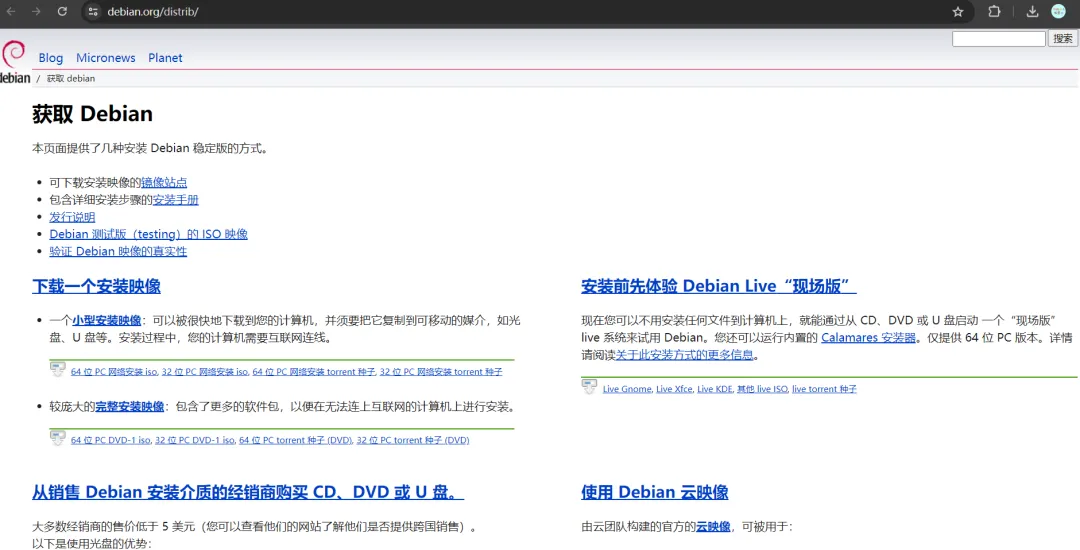 debian.org/distrib/
搜索
Blog Micronews Planet
debian / 获取 debian
获取 Debian
本页面提供了几种安装 Debian 稳定版的方式。
可下载安装映像的镜像站点
包含详细安装步骤的安装手册
发行说明
Debian 测试版（testing）的 ISO 映像
验证 Debian 映像的真实性
下载一个安装映像
一个小型安装映像：可以被很快地下载到您的计算机，并须要把它复制到可移动的媒介，如光
盘、U 盘等。安装过程中，您的计算机需要互联网连线。
64 位 PC 网络安装 iso, 32 位 PC 网络安装 iso, 64 位 PC 网络安装 torrent 种子, 32 位 PC 网络安装 torrent 种子
较庞大的完整安装映像：包含了更多的软件包，以便在无法连上互联网的计算机上进行安装。
64 位 PC DVD-1 iso, 32 位 PC DVD-1 iso, 64 位 PC torrent 种子 (DVD), 32 位 PC torrent 种子 (DVD)
安装前先体验 Debian Live“现场版”
现在您可以不用安装任何文件到计算机上，就能通过从 CD、DVD 或 U 盘启动 一个“现场版”
live 系统来试用 Debian。您还可以运行内置的 Calamares 安装器。仅提供 64 位 PC 版本。详情
请阅读关于此安装方式的更多信息。
Live Gnome, Live Xfce, Live KDE, 其他 live ISO, live torrent 种子
从销售 Debian 安装介质的经销商购买 CD、DVD 或 U 盘。
大多数经销商的售价低于 5 美元（您可以查看他们的网站了解他们是否提供跨国销售）。
以下是使用光盘的优势：
使用 Debian 云映像
由云团队构建的官方的云映像，可被用于：